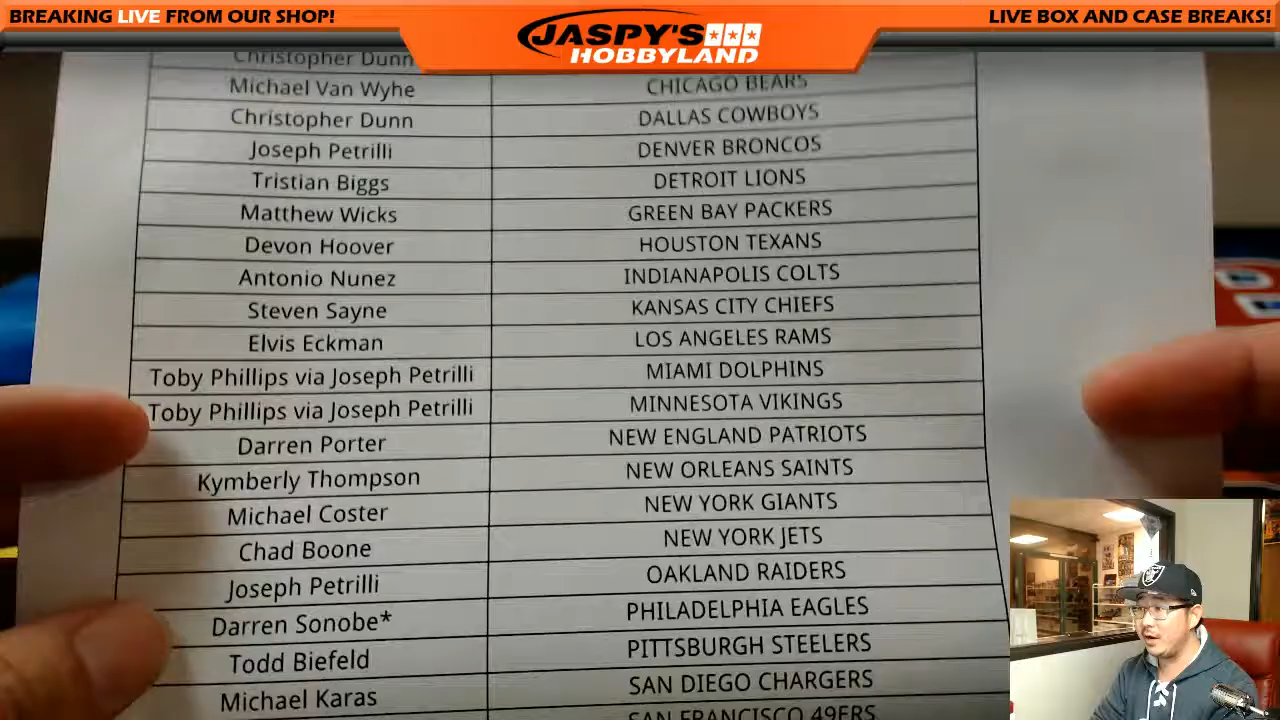 BREAKING LIVE FROM OUR SHOP!
JASPY'S
HOBBYLAND
LIVE BOX AND CASE BREAKS!
Christopher Dunn
Michael Van Wyhe CHICAGO BEARS
Christopher Dunn DALLAS COWBOYS
Joseph Petrilli DENVER BRONCOS
Tristian Biggs DETROIT LIONS
Matthew Wicks GREEN BAY PACKERS
Devon Hoover HOUSTON TEXANS
Antonio Nunez INDIANAPOLIS COLTS
Steven Sayne KANSAS CITY CHIEFS
Elvis Eckman LOS ANGELES RAMS
Toby Phillips via Joseph Petrilli MIAMI DOLPHINS
Toby Phillips via Joseph Petrilli MINNESOTA VIKINGS
Darren Porter NEW ENGLAND PATRIOTS
Kymberly Thompson NEW ORLEANS SAINTS
Michael Coster NEW YORK GIANTS
Chad Boone NEW YORK JETS
Joseph Petrilli OAKLAND RAIDERS
Darren Sonobe* PHILADELPHIA EAGLES
Todd Biefeld PITTSBURGH STEELERS
Michael Karas SAN DIEGO CHARGERS
SAN FRANCISCO 49ERS